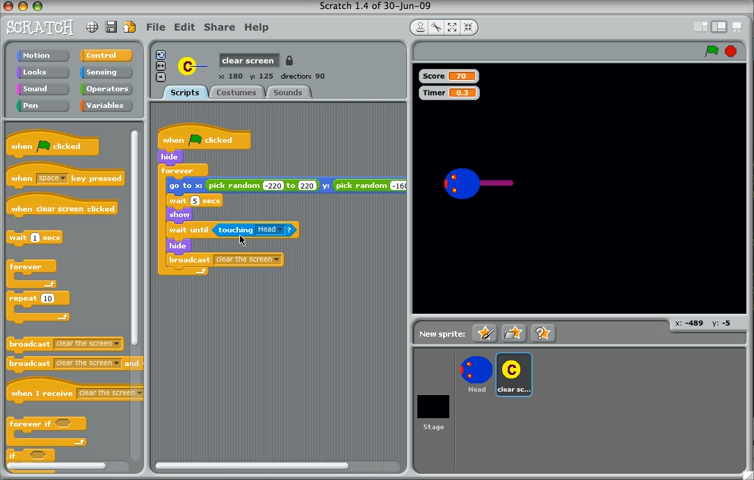 Scratch 1.4 of 30-Jun-09
SCRATCH File Edit Share Help
Motion Control
Looks Sensing
Sound Operators
Pen Variables
when clicked
when space key pressed
when clear screen clicked
wait 1 secs
forever
repeat 10
broadcast clear the screen
broadcast clear the screen and
when I receive clear the screen
forever if
if
C
clear screen
x: 180 y: 125 direction: 90
Scripts Costumes Sounds
when clicked
hide
forever
go to x: pick random -220 to 220 y: pick random -160
wait 5 secs
show
wait until touching Head ?
hide
broadcast clear the screen
Score 70
Timer 0.3
x: -489 y: -5
New sprite:
C
Head clear sc...
Stage